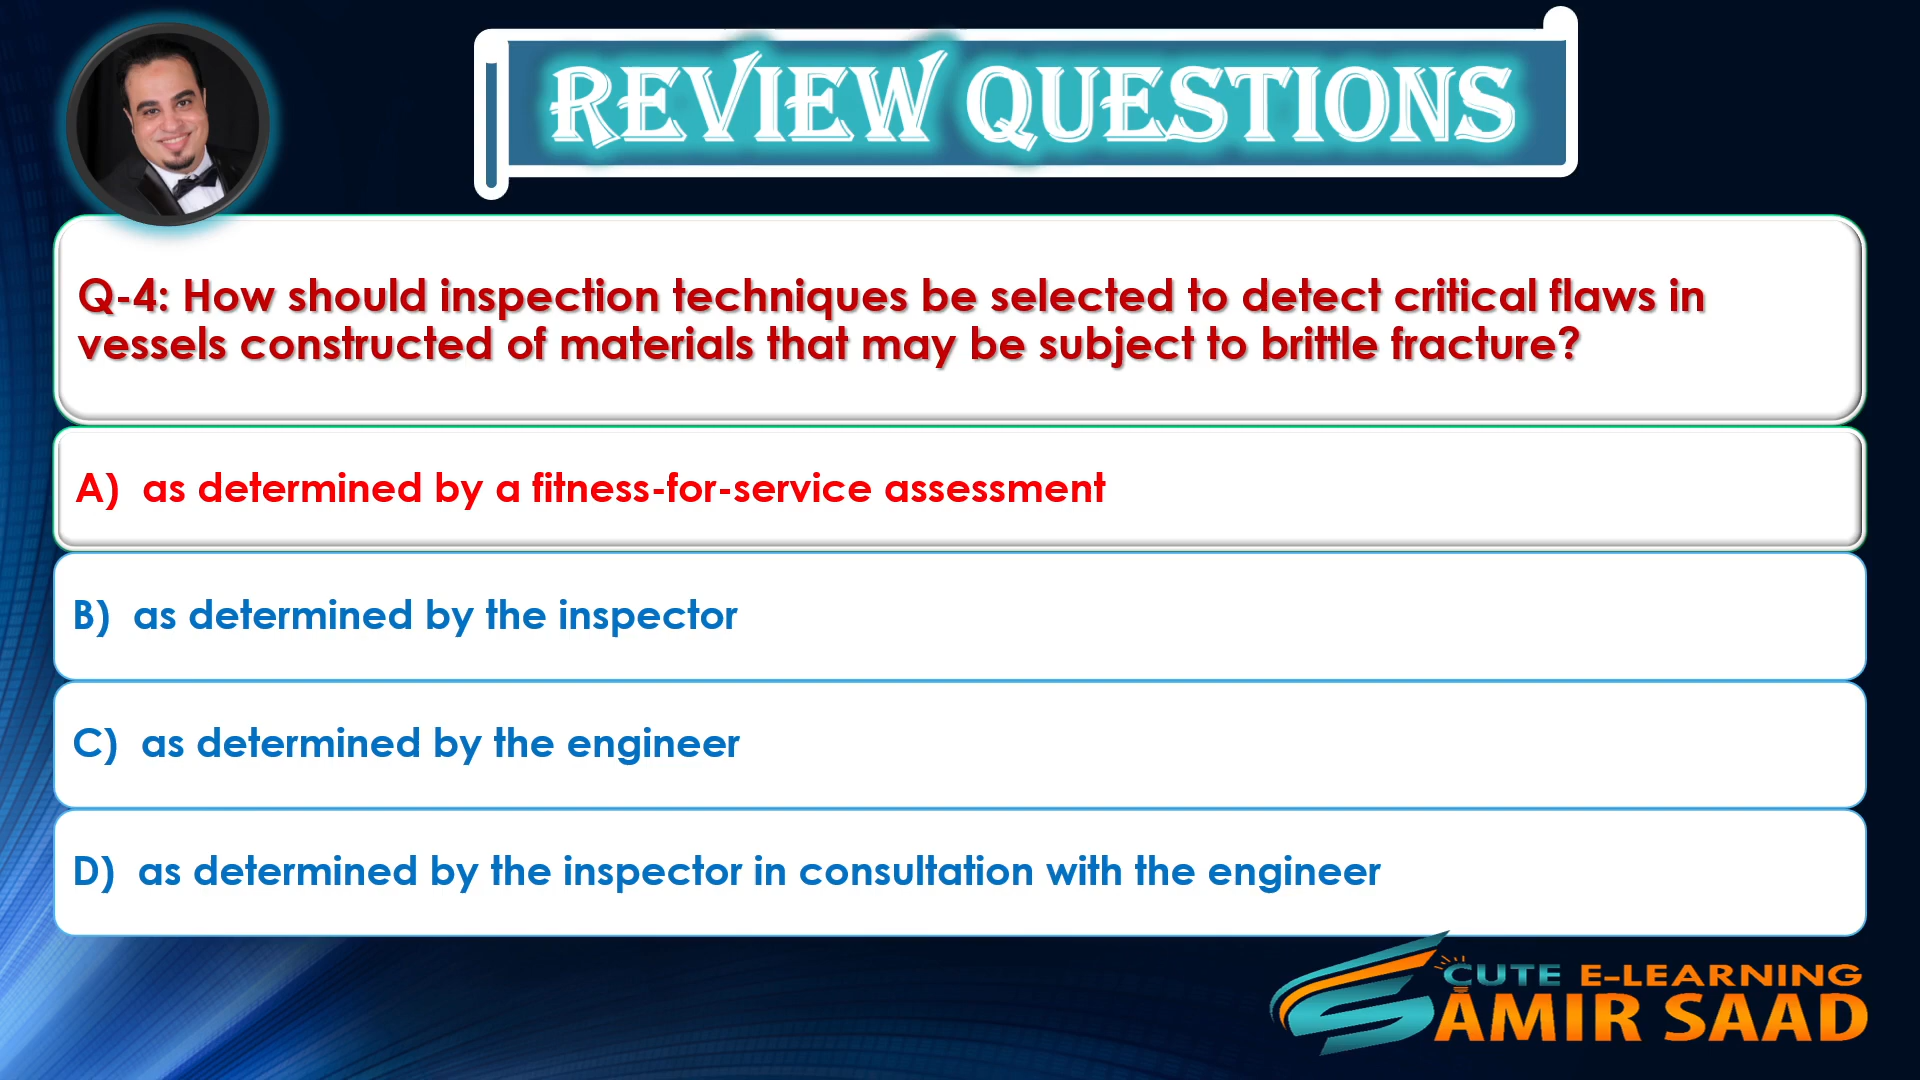 REVIEW QUESTIONS
Q-4: How should inspection techniques be selected to detect critical flaws in
vessels constructed of materials that may be subject to brittle fracture?
A) as determined by a fitness-for-service assessment
B) as determined by the inspector
C) as determined by the engineer
D) as determined by the inspector in consultation with the engineer
CUTE E-LEARNING
AMIR SAAD